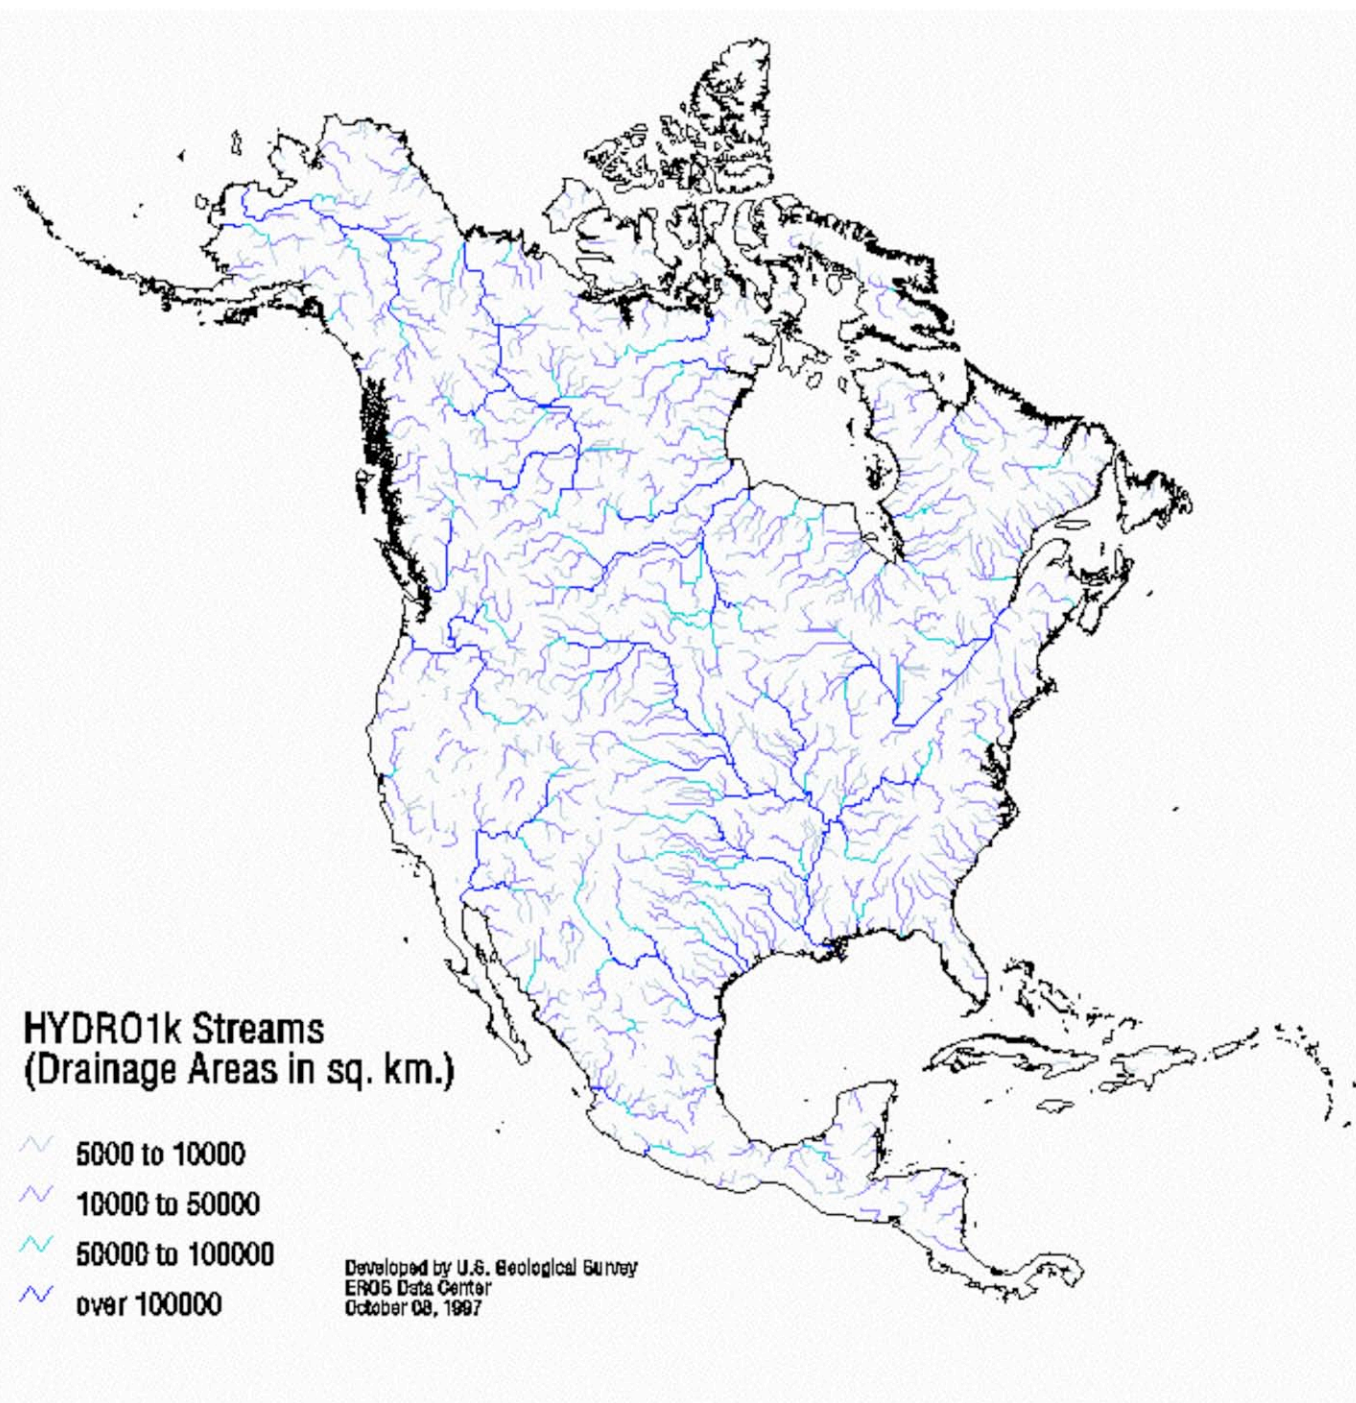 HYDRO1k Streams
(Drainage Areas in sq. km.)
5000 to 10000
10000 to 50000
50000 to 100000
over 100000
Developed by U.S. Geological Survey
EROS Data Center
October 08, 1997